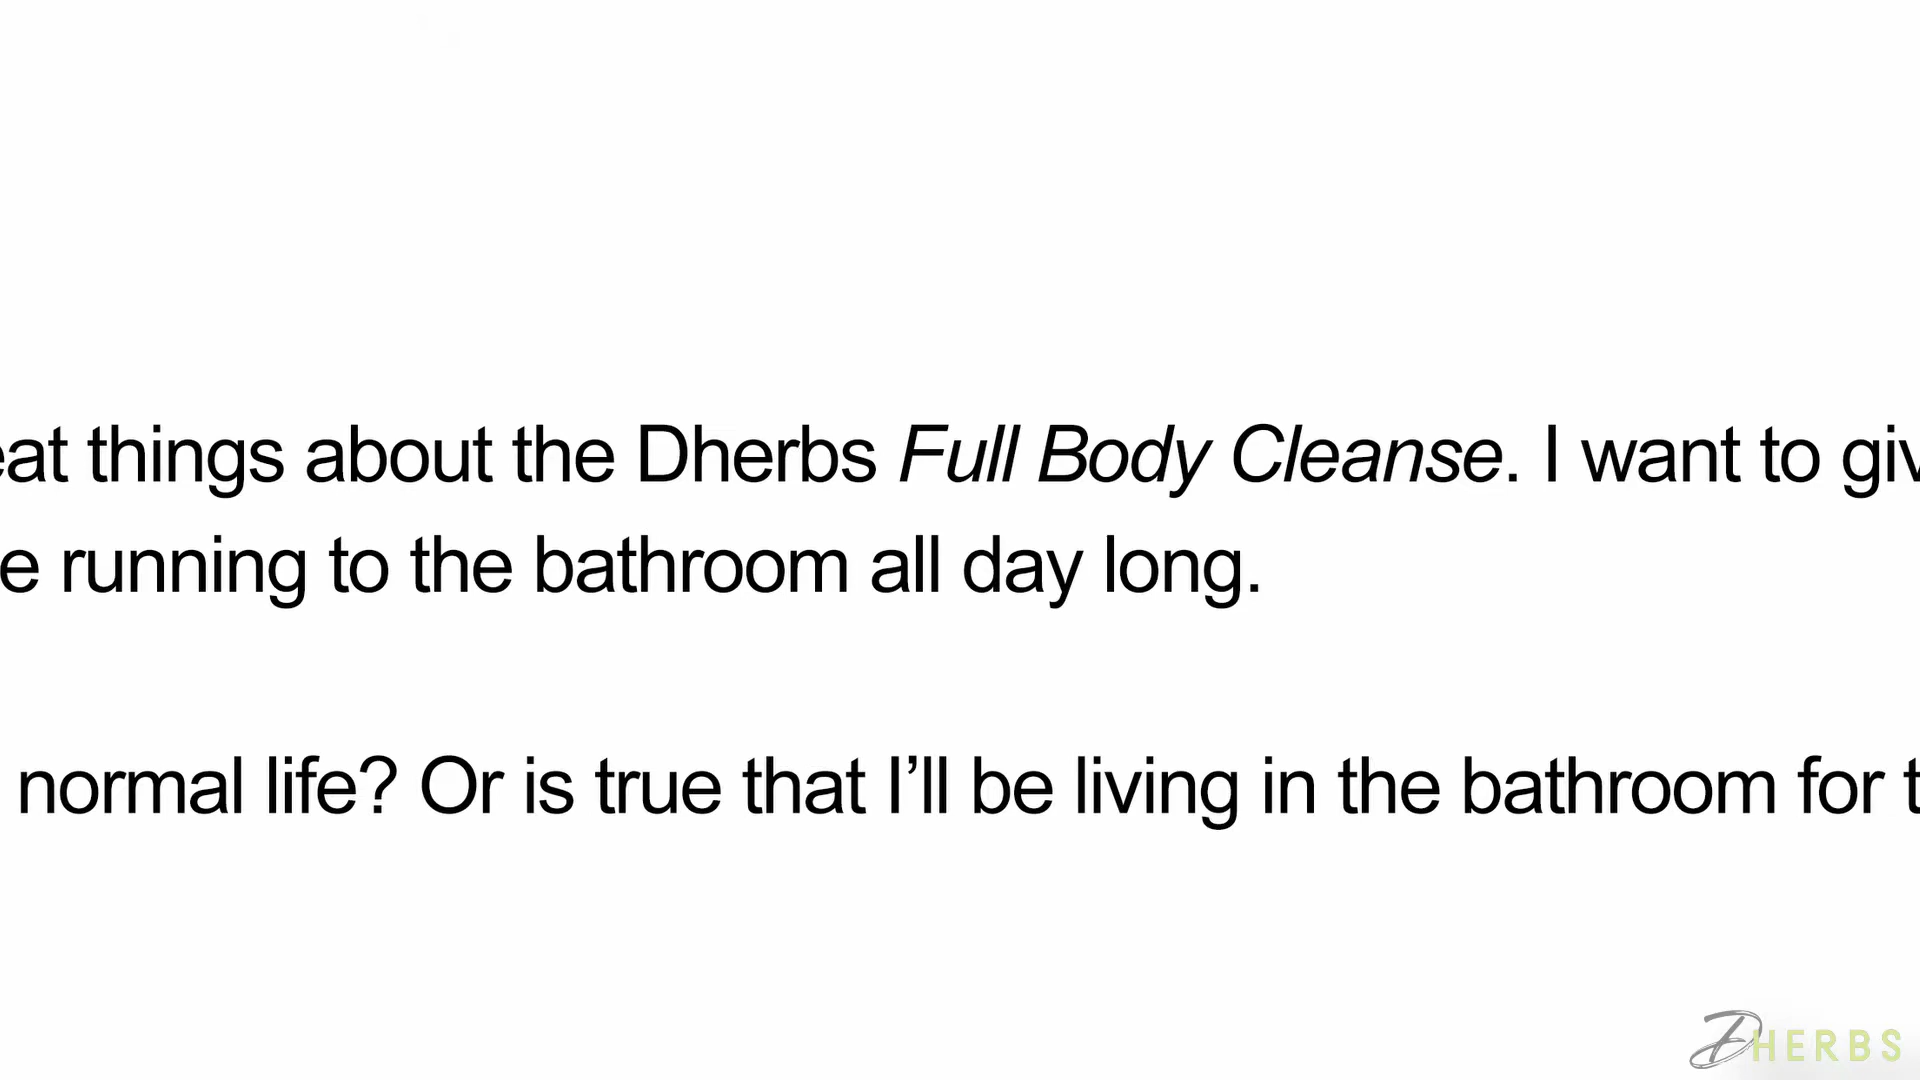 eat things about the Dherbs Full Body Cleanse. I want to giv
e running to the bathroom all day long.
normal life? Or is true that I’ll be living in the bathroom for t
DHERBS